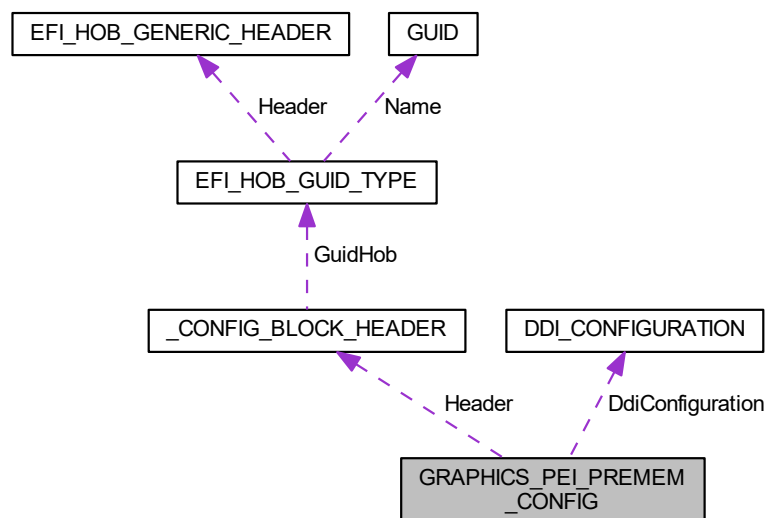 EFI_HOB_GENERIC_HEADER
GUID
Header
Name
EFI_HOB_GUID_TYPE
GuidHob
_CONFIG_BLOCK_HEADER
DDI_CONFIGURATION
Header
DdiConfiguration
GRAPHICS_PEI_PREMEM
_CONFIG